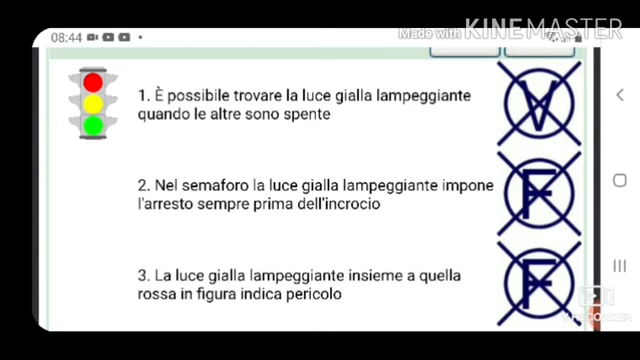 Made with KINEMASTER
08:44
1. È possibile trovare la luce gialla lampeggiante
quando le altre sono spente
V
2. Nel semaforo la luce gialla lampeggiante impone
l'arresto sempre prima dell'incrocio
F
3. La luce gialla lampeggiante insieme a quella
rossa in figura indica pericolo
F
RECORDER